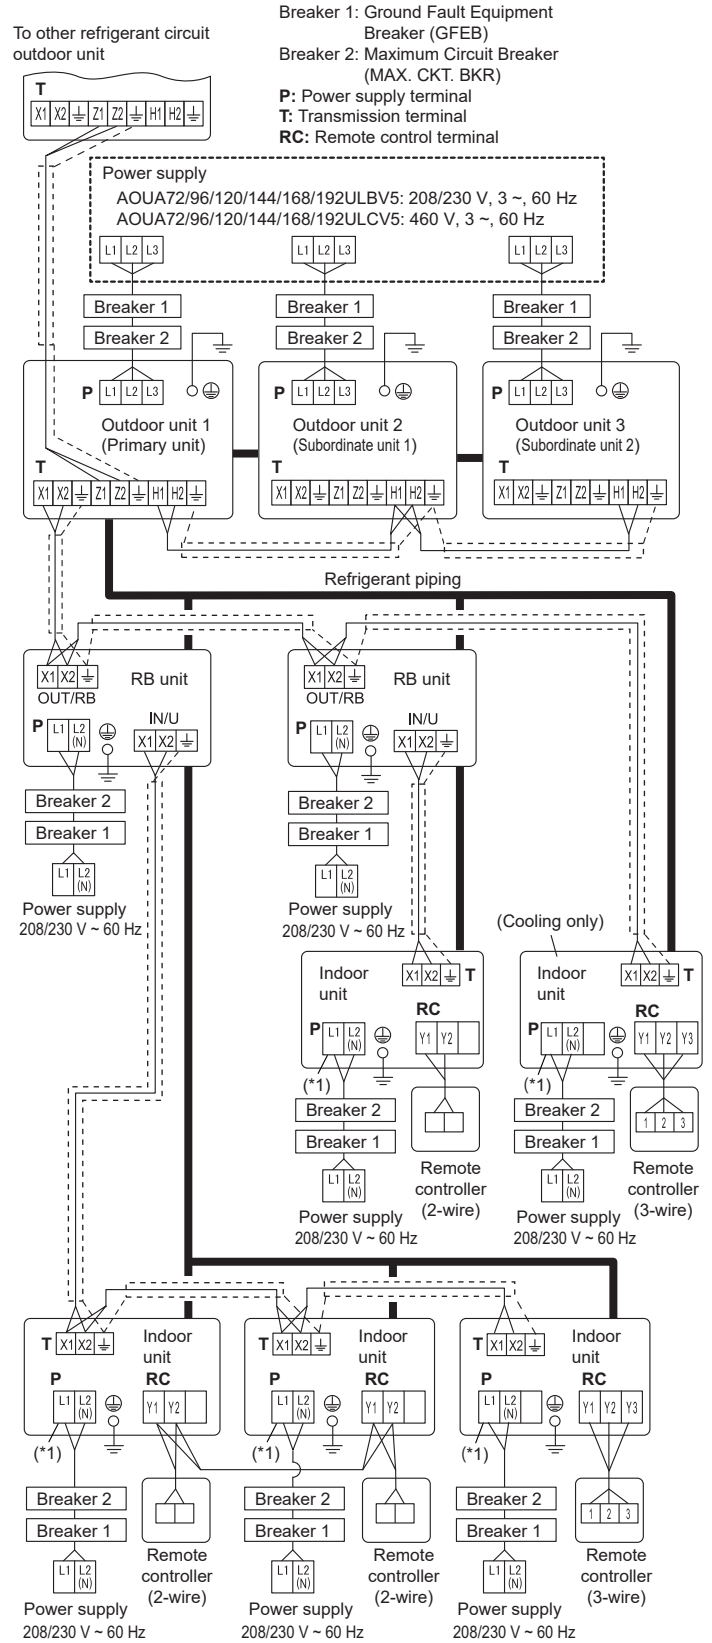 Breaker 1: Ground Fault Equipment
Breaker (GFEB)
Breaker 2: Maximum Circuit Breaker
(MAX. CKT. BKR)
P: Power supply terminal
T: Transmission terminal
RC: Remote control terminal
To other refrigerant circuit
outdoor unit
T
X1 X2 Z1 Z2 H1 H2
Power supply
AOUA72/96/120/144/168/192ULBV5: 208/230 V, 3 ~, 60 Hz
AOUA72/96/120/144/168/192ULCV5: 460 V, 3 ~, 60 Hz
L1 L2 L3 L1 L2 L3 L1 L2 L3
Breaker 1 Breaker 1 Breaker 1
Breaker 2 Breaker 2 Breaker 2
P L1 L2 L3 P L1 L2 L3 P L1 L2 L3
Outdoor unit 1 Outdoor unit 2 Outdoor unit 3
(Primary unit) (Subordinate unit 1) (Subordinate unit 2)
T T T
X1 X2 Z1 Z2 H1 H2 X1 X2 Z1 Z2 H1 H2 X1 X2 Z1 Z2 H1 H2
Refrigerant piping
X1 X2 RB unit X1 X2 RB unit
OUT/RB OUT/RB
P L1 L2 (N) IN/U P L1 L2 (N) IN/U
X1 X2 X1 X2
Breaker 2 Breaker 2
Breaker 1 Breaker 1
L1 L2 (N) L1 L2 (N)
Power supply Power supply
208/230 V ~ 60 Hz 208/230 V ~ 60 Hz
(Cooling only)
Indoor unit X1 X2 T Indoor unit X1 X2 T
RC RC
P L1 L2 (N) Y1 Y2 P L1 L2 (N) Y1 Y2 Y3
(*1) (*1)
Breaker 2 Breaker 2 1 2 3
Breaker 1 Breaker 1
L1 L2 (N) Remote L1 L2 (N) Remote
controller controller
(2-wire) (3-wire)
Power supply Power supply
208/230 V ~ 60 Hz 208/230 V ~ 60 Hz
T X1 X2 Indoor T X1 X2 Indoor T X1 X2 Indoor
unit unit unit
P RC P RC P RC
L1 L2 (N) Y1 Y2 L1 L2 (N) Y1 Y2 L1 L2 (N) Y1 Y2 Y3
(*1) (*1) (*1)
Breaker 2 Breaker 2 Breaker 2 1 2 3
Breaker 1 Breaker 1 Breaker 1
L1 L2 (N) Remote L1 L2 (N) Remote L1 L2 (N) Remote
controller controller controller
(2-wire) (2-wire) (3-wire)
Power supply Power supply Power supply
208/230 V ~ 60 Hz 208/230 V ~ 60 Hz 208/230 V ~ 60 Hz